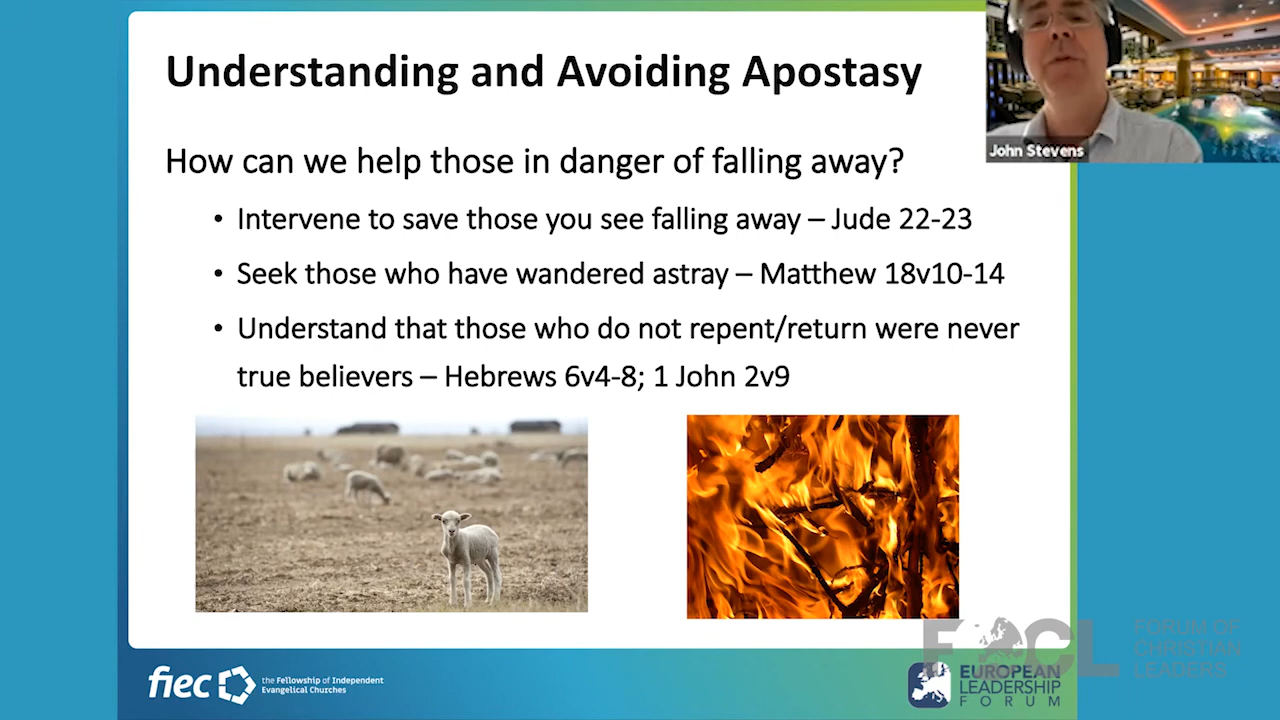 Understanding and Avoiding Apostasy
John Stevens
How can we help those in danger of falling away?
• Intervene to save those you see falling away – Jude 22-23
• Seek those who have wandered astray – Matthew 18v10-14
• Understand that those who do not repent/return were never
true believers – Hebrews 6v4-8; 1 John 2v9
fiec
the Fellowship of Independent
Evangelical Churches
EUROPEAN
LEADERSHIP
FORUM
FOCL
FORUM OF
CHRISTIAN
LEADERS